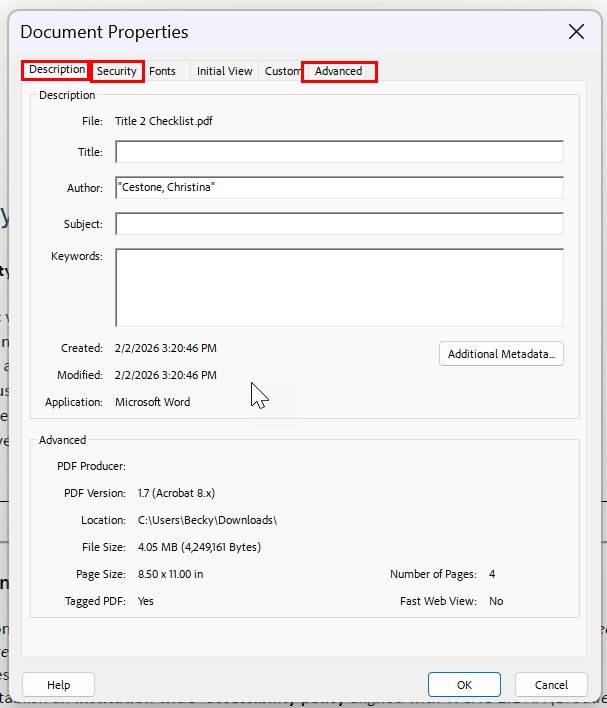 Document Properties
Description Security Fonts Initial View Custom Advanced
Description
File: Title 2 Checklist.pdf
Title:
Author: "Cestone, Christina"
Subject:
Keywords:
Created: 2/2/2026 3:20:46 PM
Additional Metadata...
Modified: 2/2/2026 3:20:46 PM
Application: Microsoft Word
Advanced
PDF Producer:
PDF Version: 1.7 (Acrobat 8.x)
Location: C:\Users\Becky\Downloads\
File Size: 4.05 MB (4,249,161 Bytes)
Page Size: 8.50 x 11.00 in Number of Pages: 4
Tagged PDF: Yes Fast Web View: No
Help OK Cancel